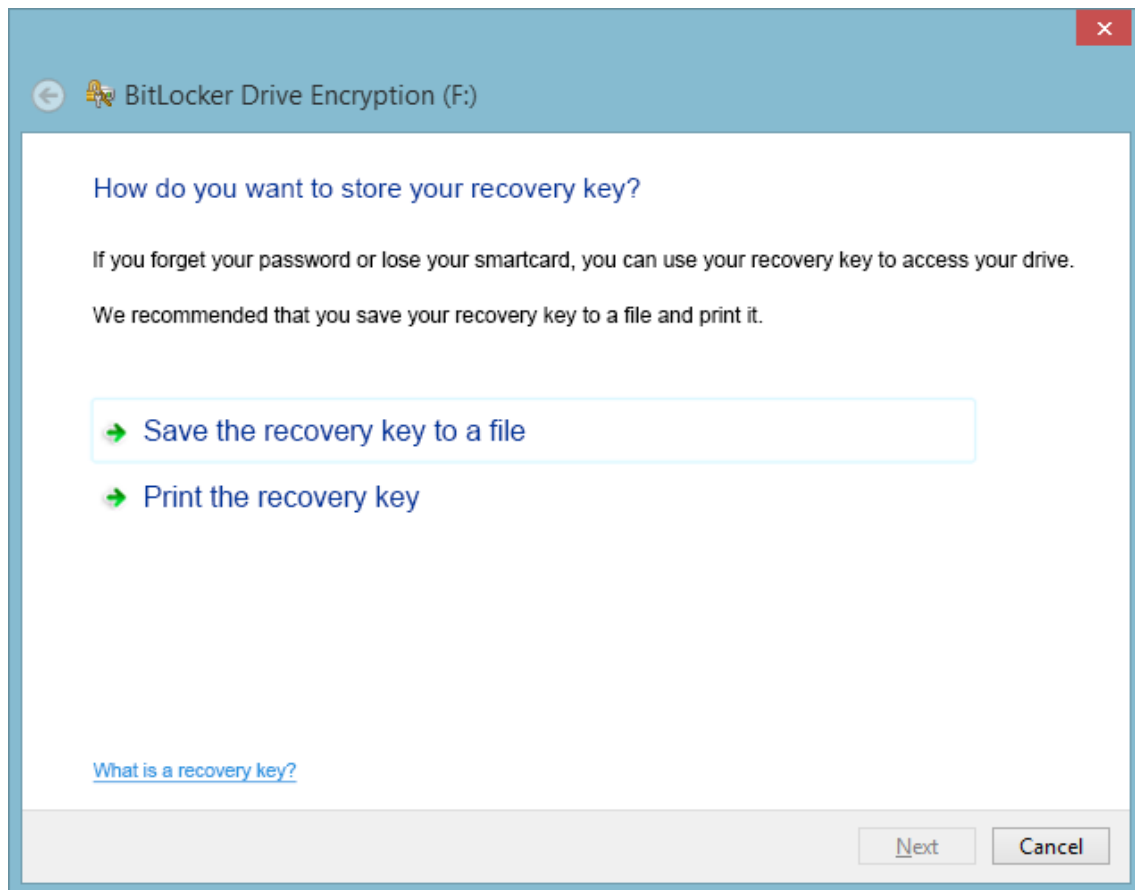 BitLocker Drive Encryption (F:)
How do you want to store your recovery key?
If you forget your password or lose your smartcard, you can use your recovery key to access your drive.
We recommended that you save your recovery key to a file and print it.
Save the recovery key to a file
Print the recovery key
What is a recovery key?
Next Cancel